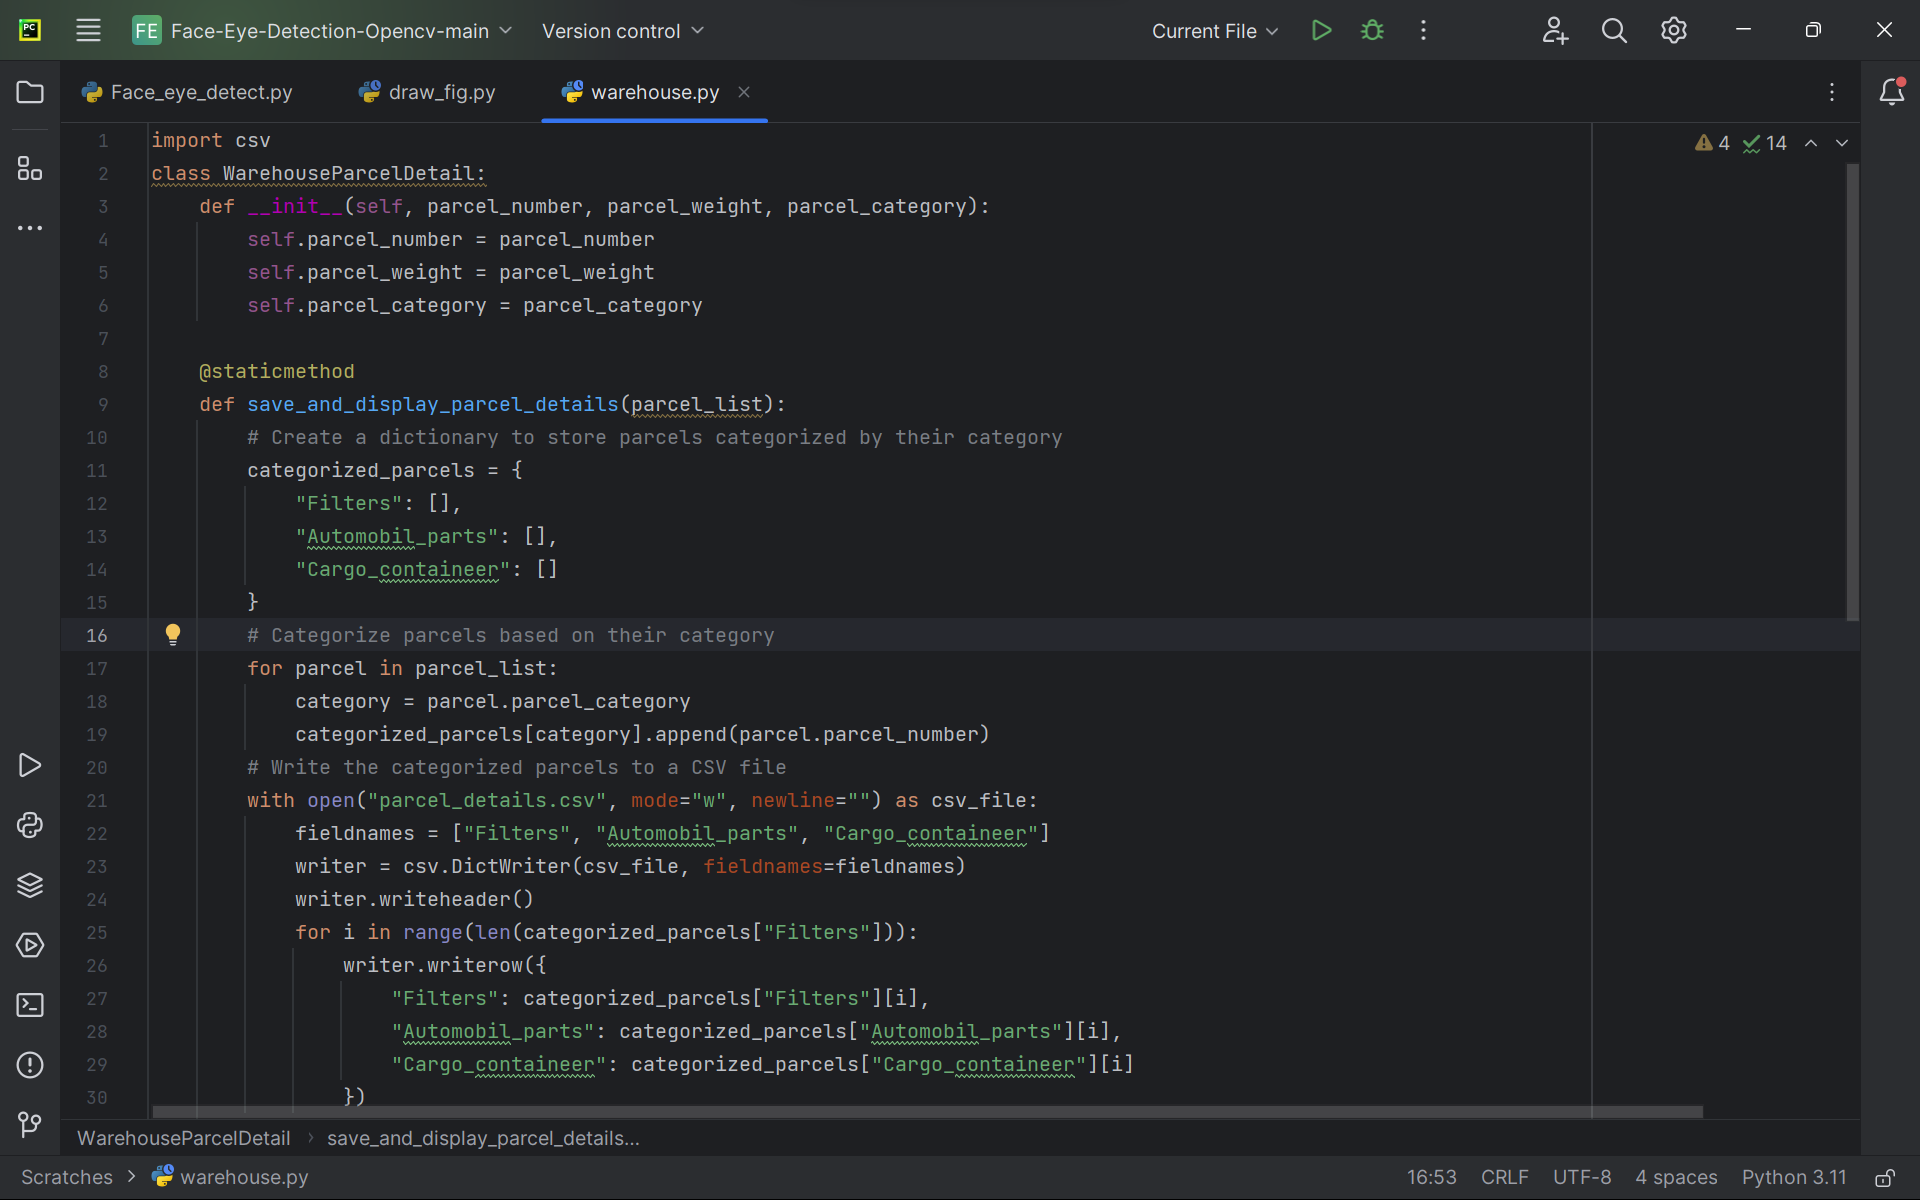 PC
FE Face-Eye-Detection-Opencv-main Version control Current File
Face_eye_detect.py draw_fig.py warehouse.py
4 14
1 import csv
2 class WarehouseParcelDetail:
3 def __init__(self, parcel_number, parcel_weight, parcel_category):
4 self.parcel_number = parcel_number
5 self.parcel_weight = parcel_weight
6 self.parcel_category = parcel_category
7
8 @staticmethod
9 def save_and_display_parcel_details(parcel_list):
10 # Create a dictionary to store parcels categorized by their category
11 categorized_parcels = {
12 "Filters": [],
13 "Automobil_parts": [],
14 "Cargo_containeer": []
15 }
16 # Categorize parcels based on their category
17 for parcel in parcel_list:
18 category = parcel.parcel_category
19 categorized_parcels[category].append(parcel.parcel_number)
20 # Write the categorized parcels to a CSV file
21 with open("parcel_details.csv", mode="w", newline="") as csv_file:
22 fieldnames = ["Filters", "Automobil_parts", "Cargo_containeer"]
23 writer = csv.DictWriter(csv_file, fieldnames=fieldnames)
24 writer.writeheader()
25 for i in range(len(categorized_parcels["Filters"])):
26 writer.writerow({
27 "Filters": categorized_parcels["Filters"][i],
28 "Automobil_parts": categorized_parcels["Automobil_parts"][i],
29 "Cargo_containeer": categorized_parcels["Cargo_containeer"][i]
30 })
WarehouseParcelDetail › save_and_display_parcel_details...
Scratches > warehouse.py 16:53 CRLF UTF-8 4 spaces Python 3.11